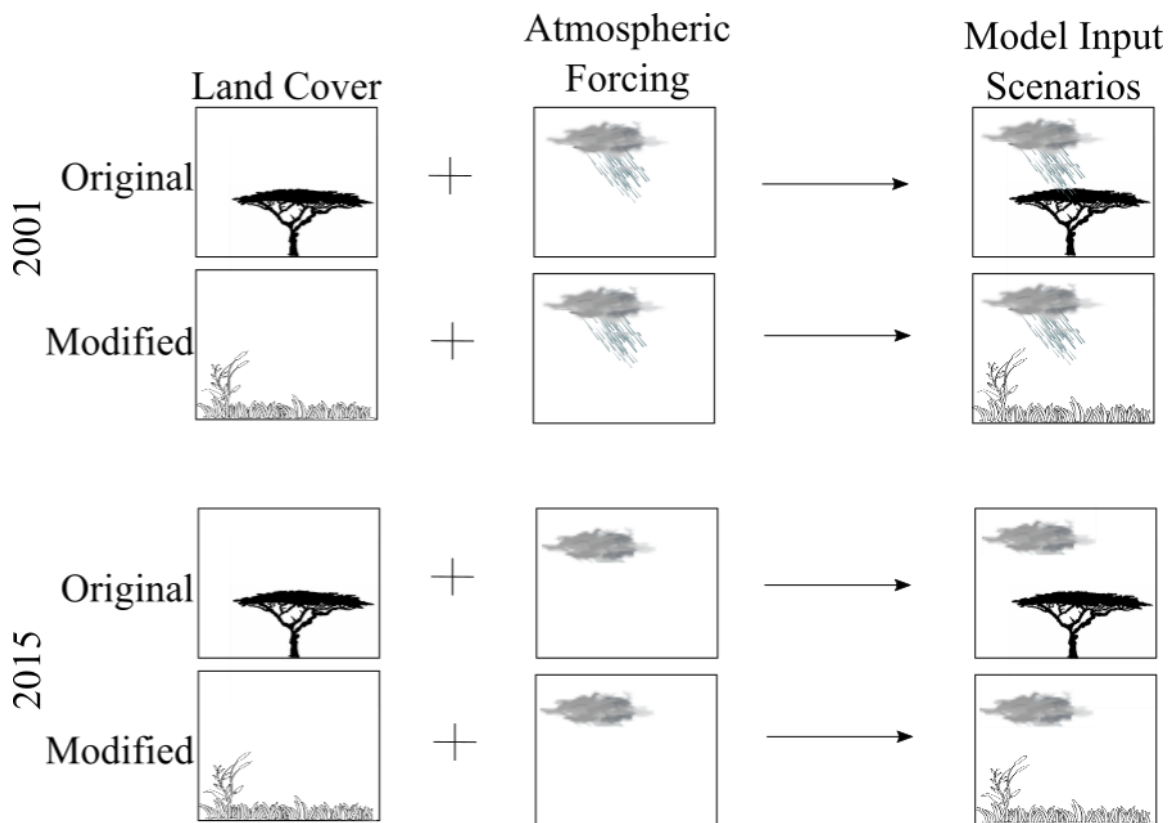 Land Cover
Atmospheric
Forcing
Model Input
Scenarios
2001
Original
Modified
2015
Original
Modified